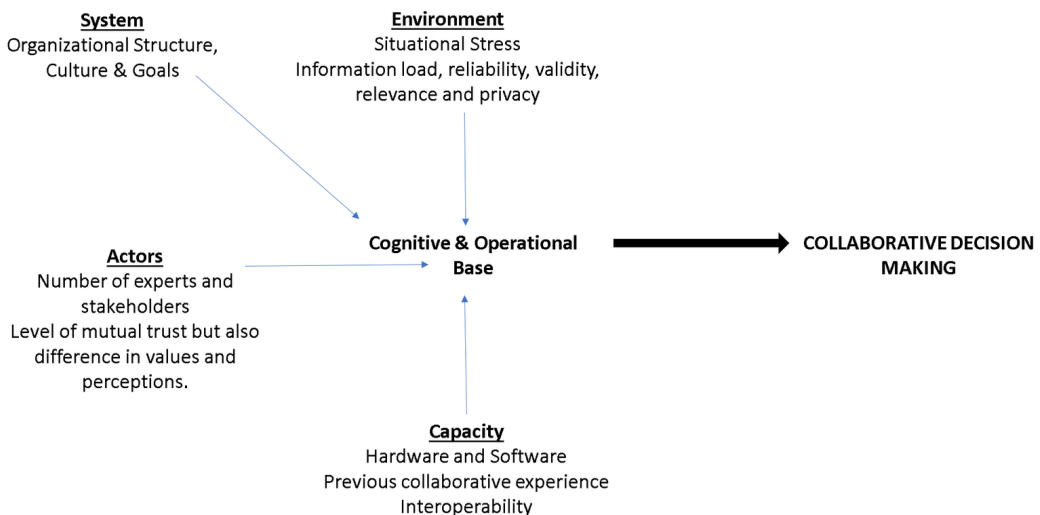 System
Organizational Structure,
Culture & Goals
Environment
Situational Stress
Information load, reliability, validity,
relevance and privacy
Cognitive & Operational
Base
COLLABORATIVE DECISION
MAKING
Actors
Number of experts and
stakeholders
Level of mutual trust but also
difference in values and
perceptions.
Capacity
Hardware and Software
Previous collaborative experience
Interoperability